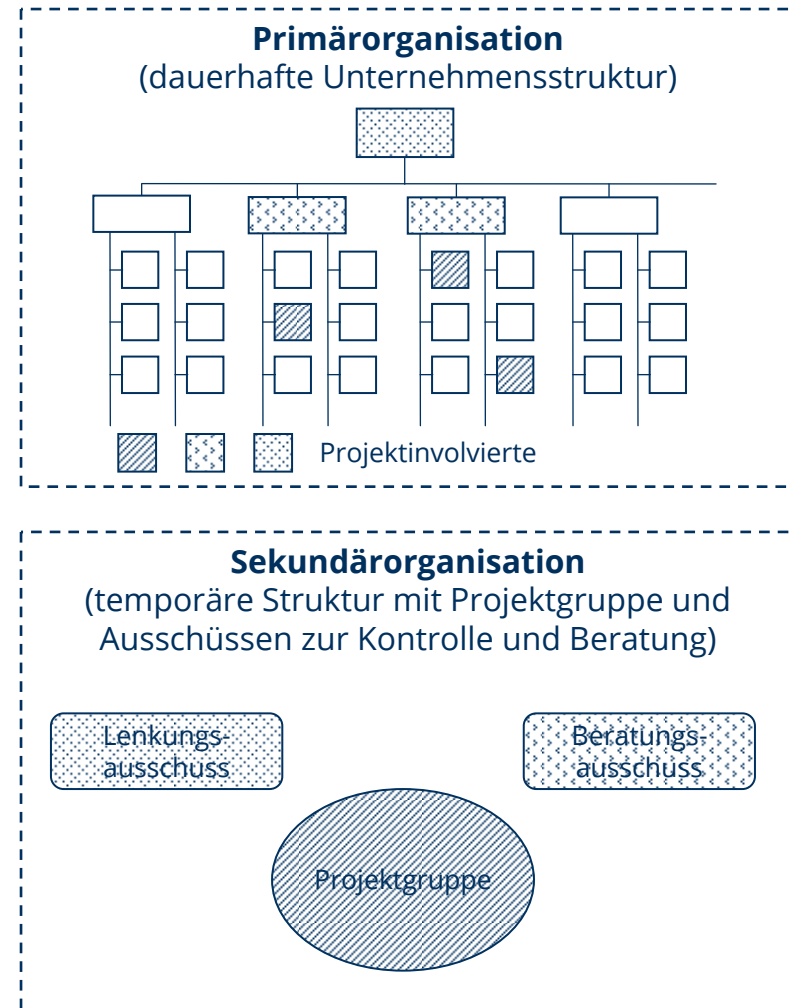 Primärorganisation
(dauerhafte Unternehmensstruktur)
Projektinvolvierte
Sekundärorganisation
(temporäre Struktur mit Projektgruppe und
Ausschüssen zur Kontrolle und Beratung)
Lenkungs-
ausschuss
Beratungs-
ausschuss
Projektgruppe